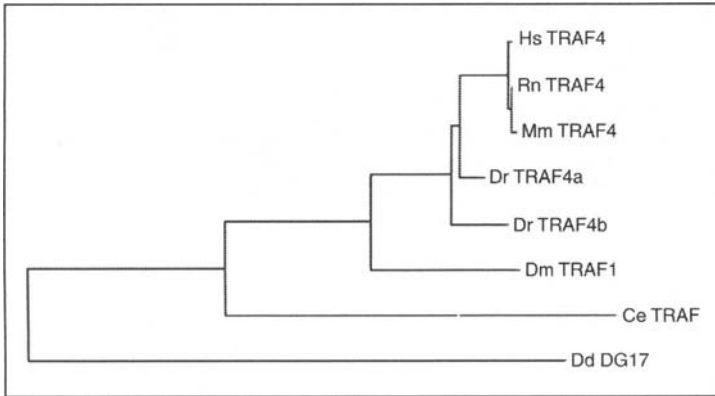 Hs TRAF4
Rn TRAF4
Mm TRAF4
Dr TRAF4a
Dr TRAF4b
Dm TRAF1
Ce TRAF
Dd DG17